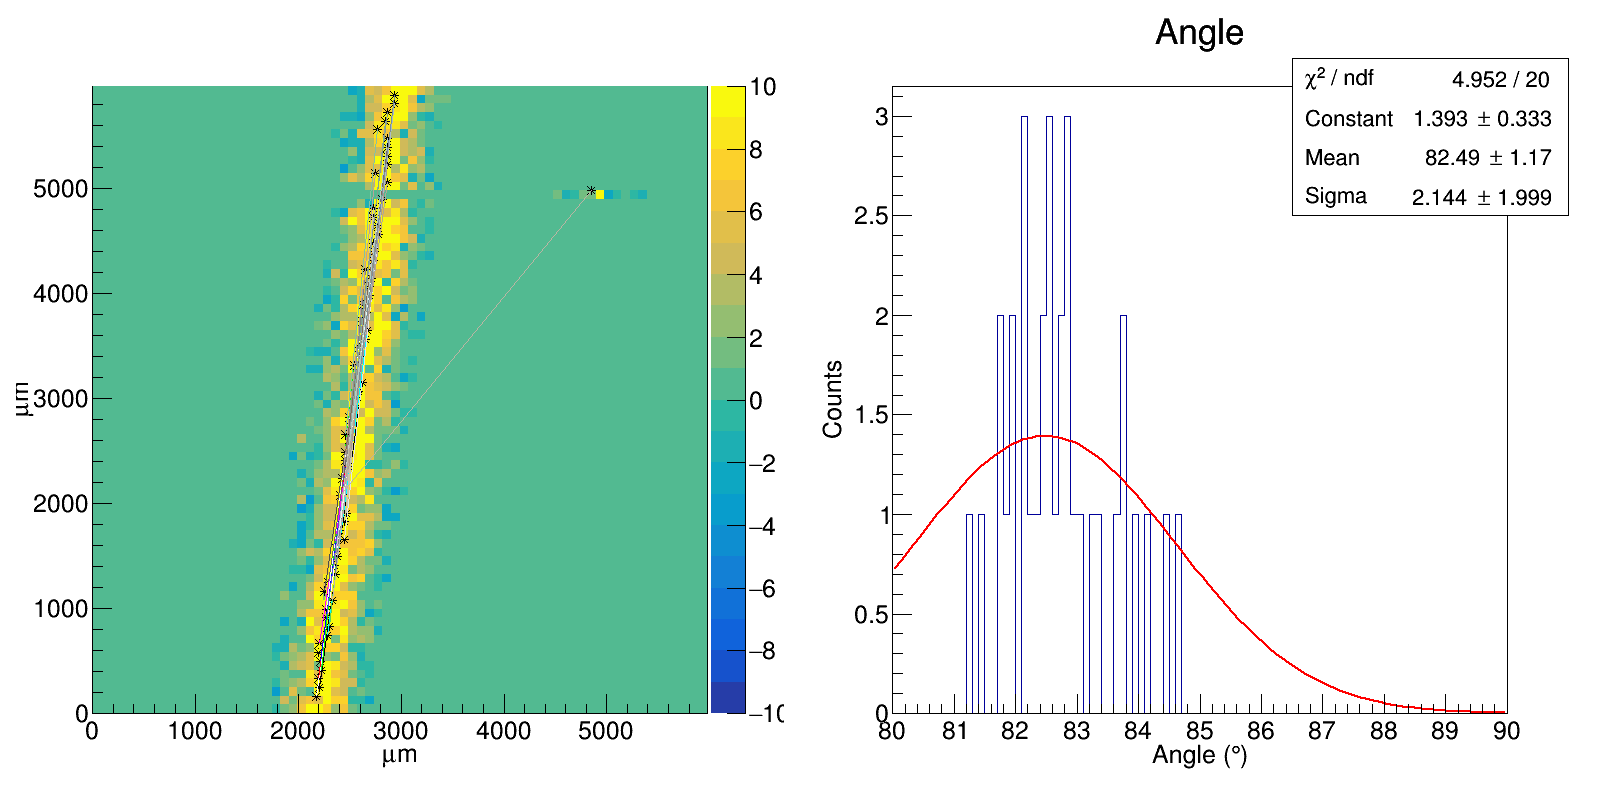 Angle
χ² / ndf 4.952 / 20
Constant 1.393 ± 0.333
Mean 82.49 ± 1.17
Sigma 2.144 ± 1.999
5000
4000
3000
2000
1000
0
μm
0 1000 2000 3000 4000 5000
μm
10
8
6
4
2
0
−2
−4
−6
−8
−10
3
2.5
2
1.5
1
0.5
0
Counts
80 81 82 83 84 85 86 87 88 89 90
Angle (°)